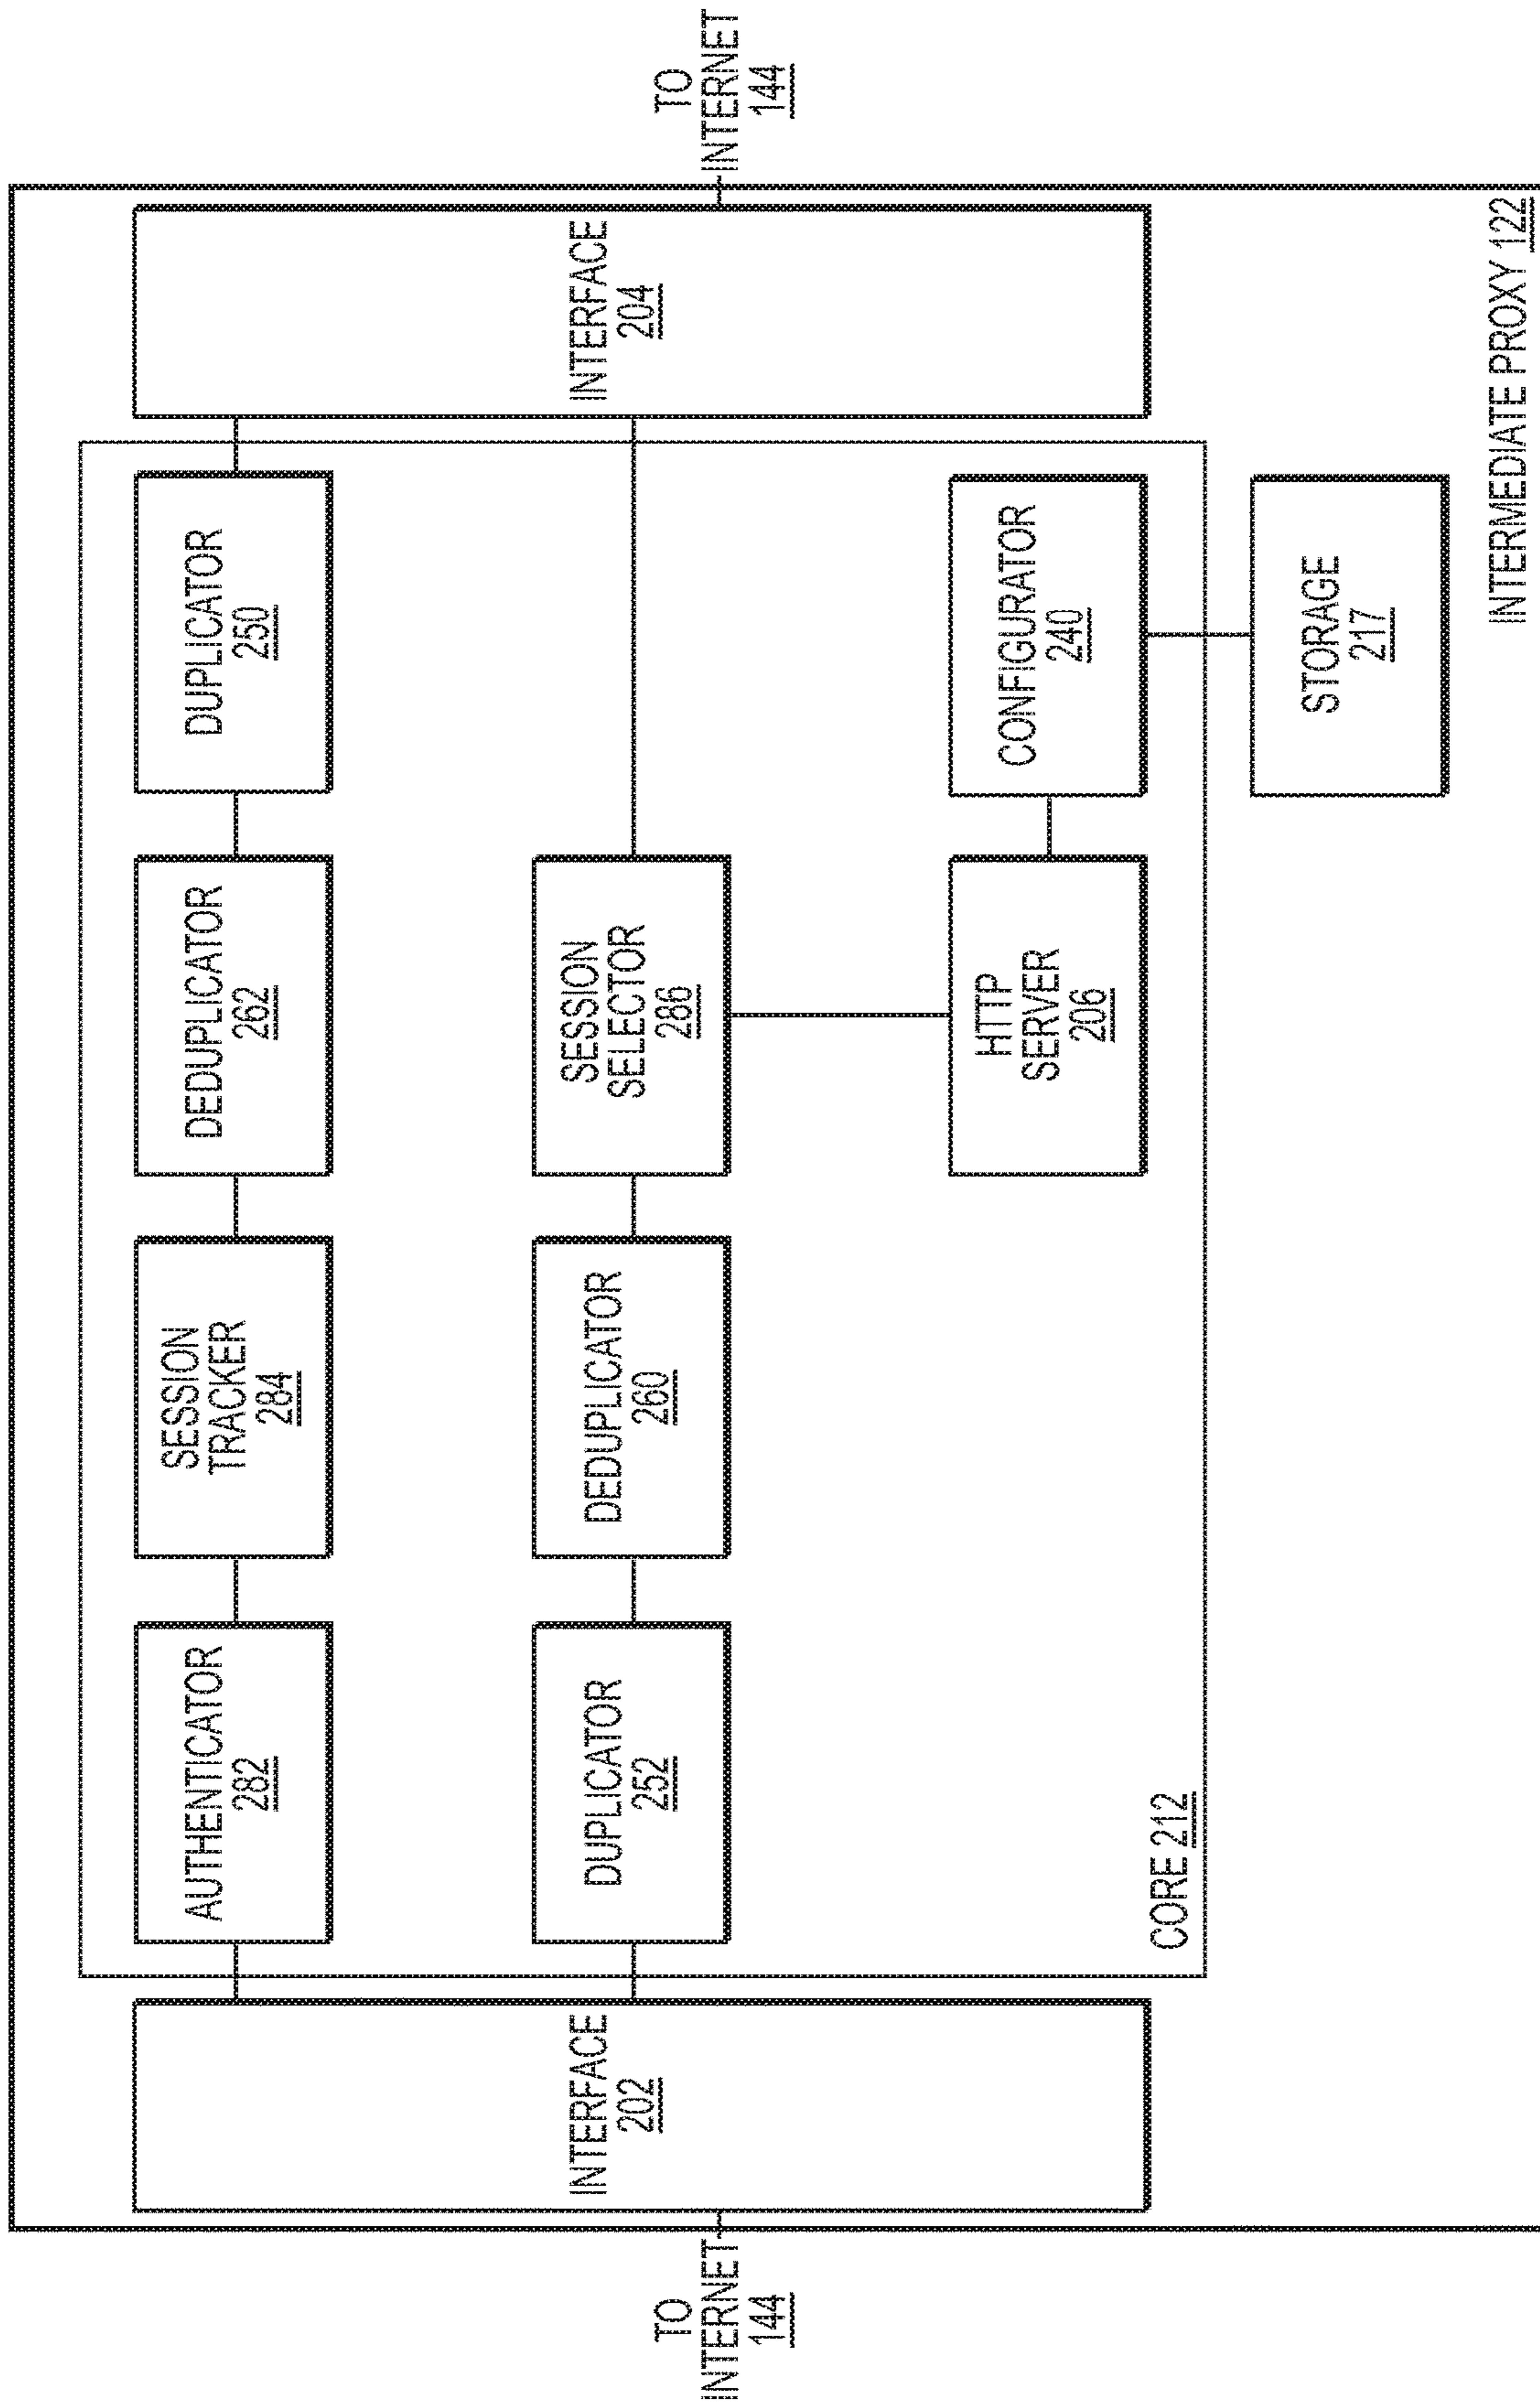 TO
INTERNET
144
INTERFACE
202
AUTHENTICATOR
282
SESSION
TRACKER
284
DEDUPLICATOR
262
DUPLICATOR
250
DUPLICATOR
252
DEDUPLICATOR
260
SESSION
SELECTOR
286
HTTP
SERVER
206
CONFIGURATOR
240
CORE 212
STORAGE
217
INTERFACE
204
TO
INTERNET
144
INTERMEDIATE PROXY 122